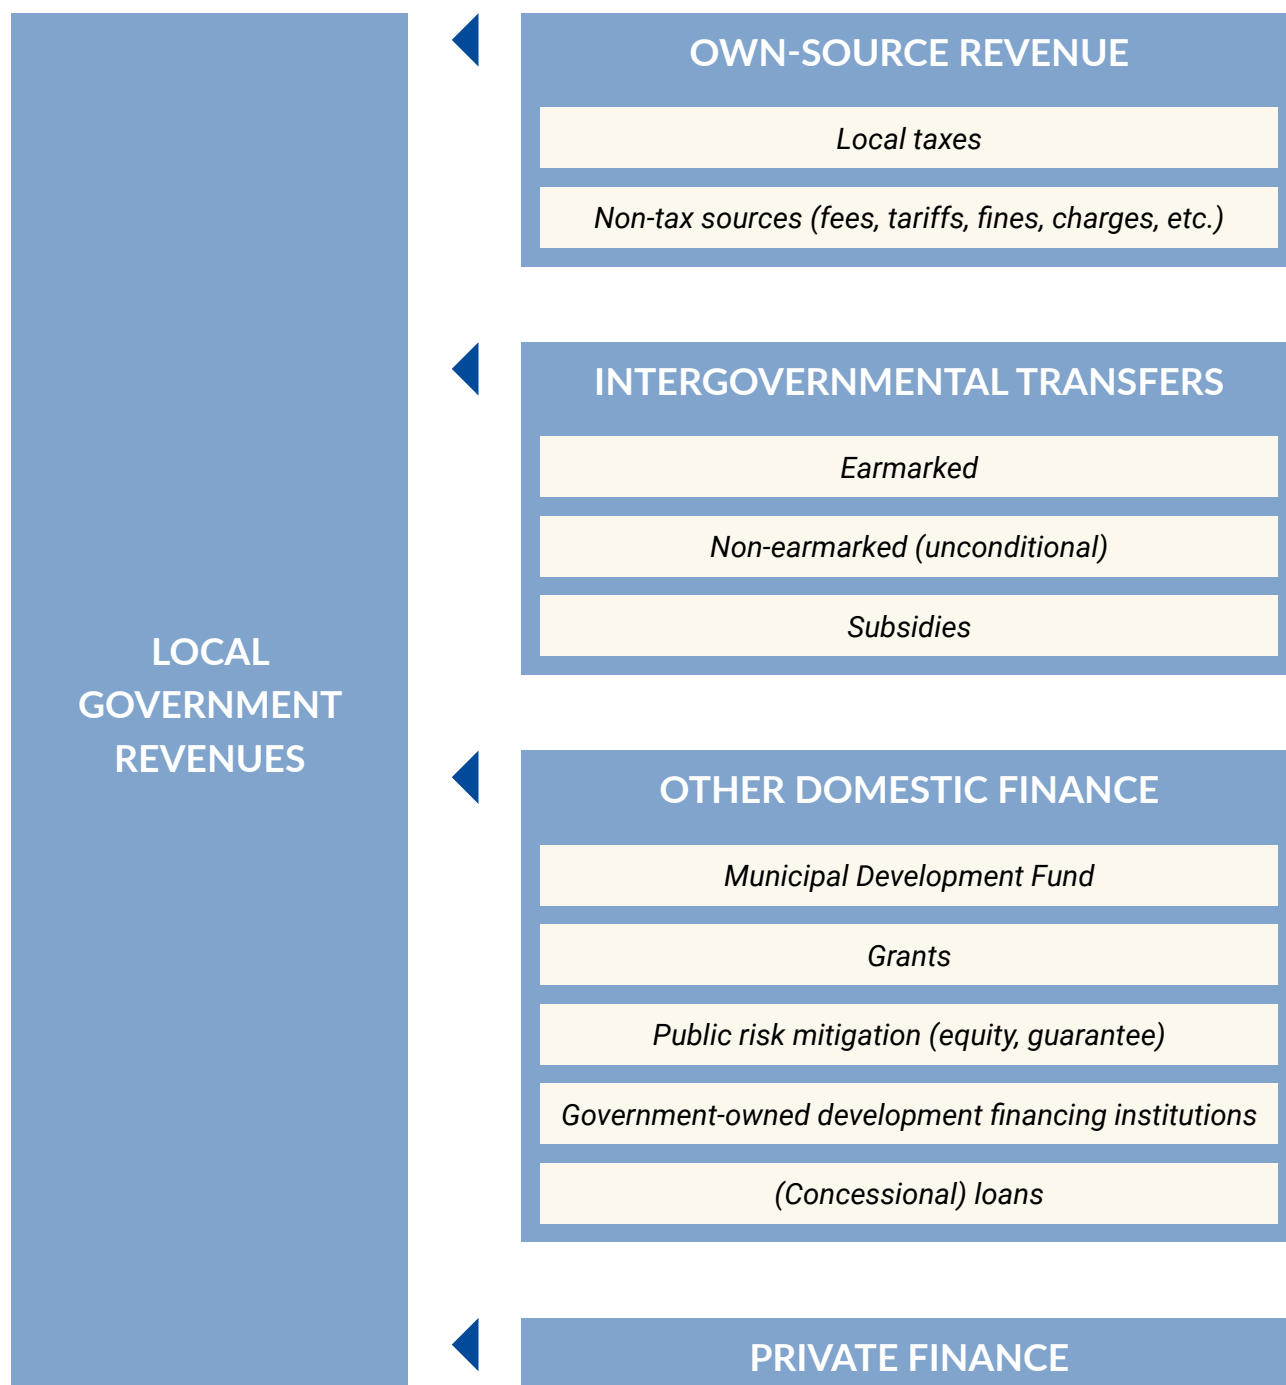 LOCAL
GOVERNMENT
REVENUES
OWN-SOURCE REVENUE
Local taxes
Non-tax sources (fees, tariffs, fines, charges, etc.)
INTERGOVERNMENTAL TRANSFERS
Earmarked
Non-earmarked (unconditional)
Subsidies
OTHER DOMESTIC FINANCE
Municipal Development Fund
Grants
Public risk mitigation (equity, guarantee)
Government-owned development financing institutions
(Concessional) loans
PRIVATE FINANCE